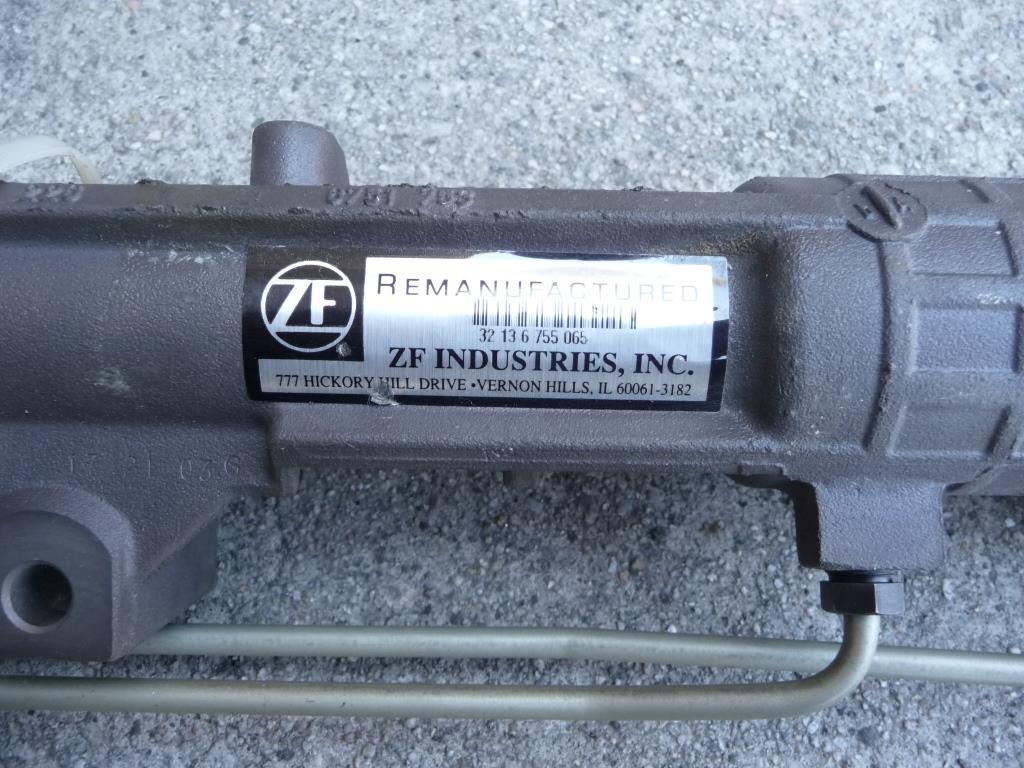 ZF
REMANUFACTURED
32 13 6 755 065
ZF INDUSTRIES, INC.
777 HICKORY HILL DRIVE • VERNON HILLS, IL 60061-3182